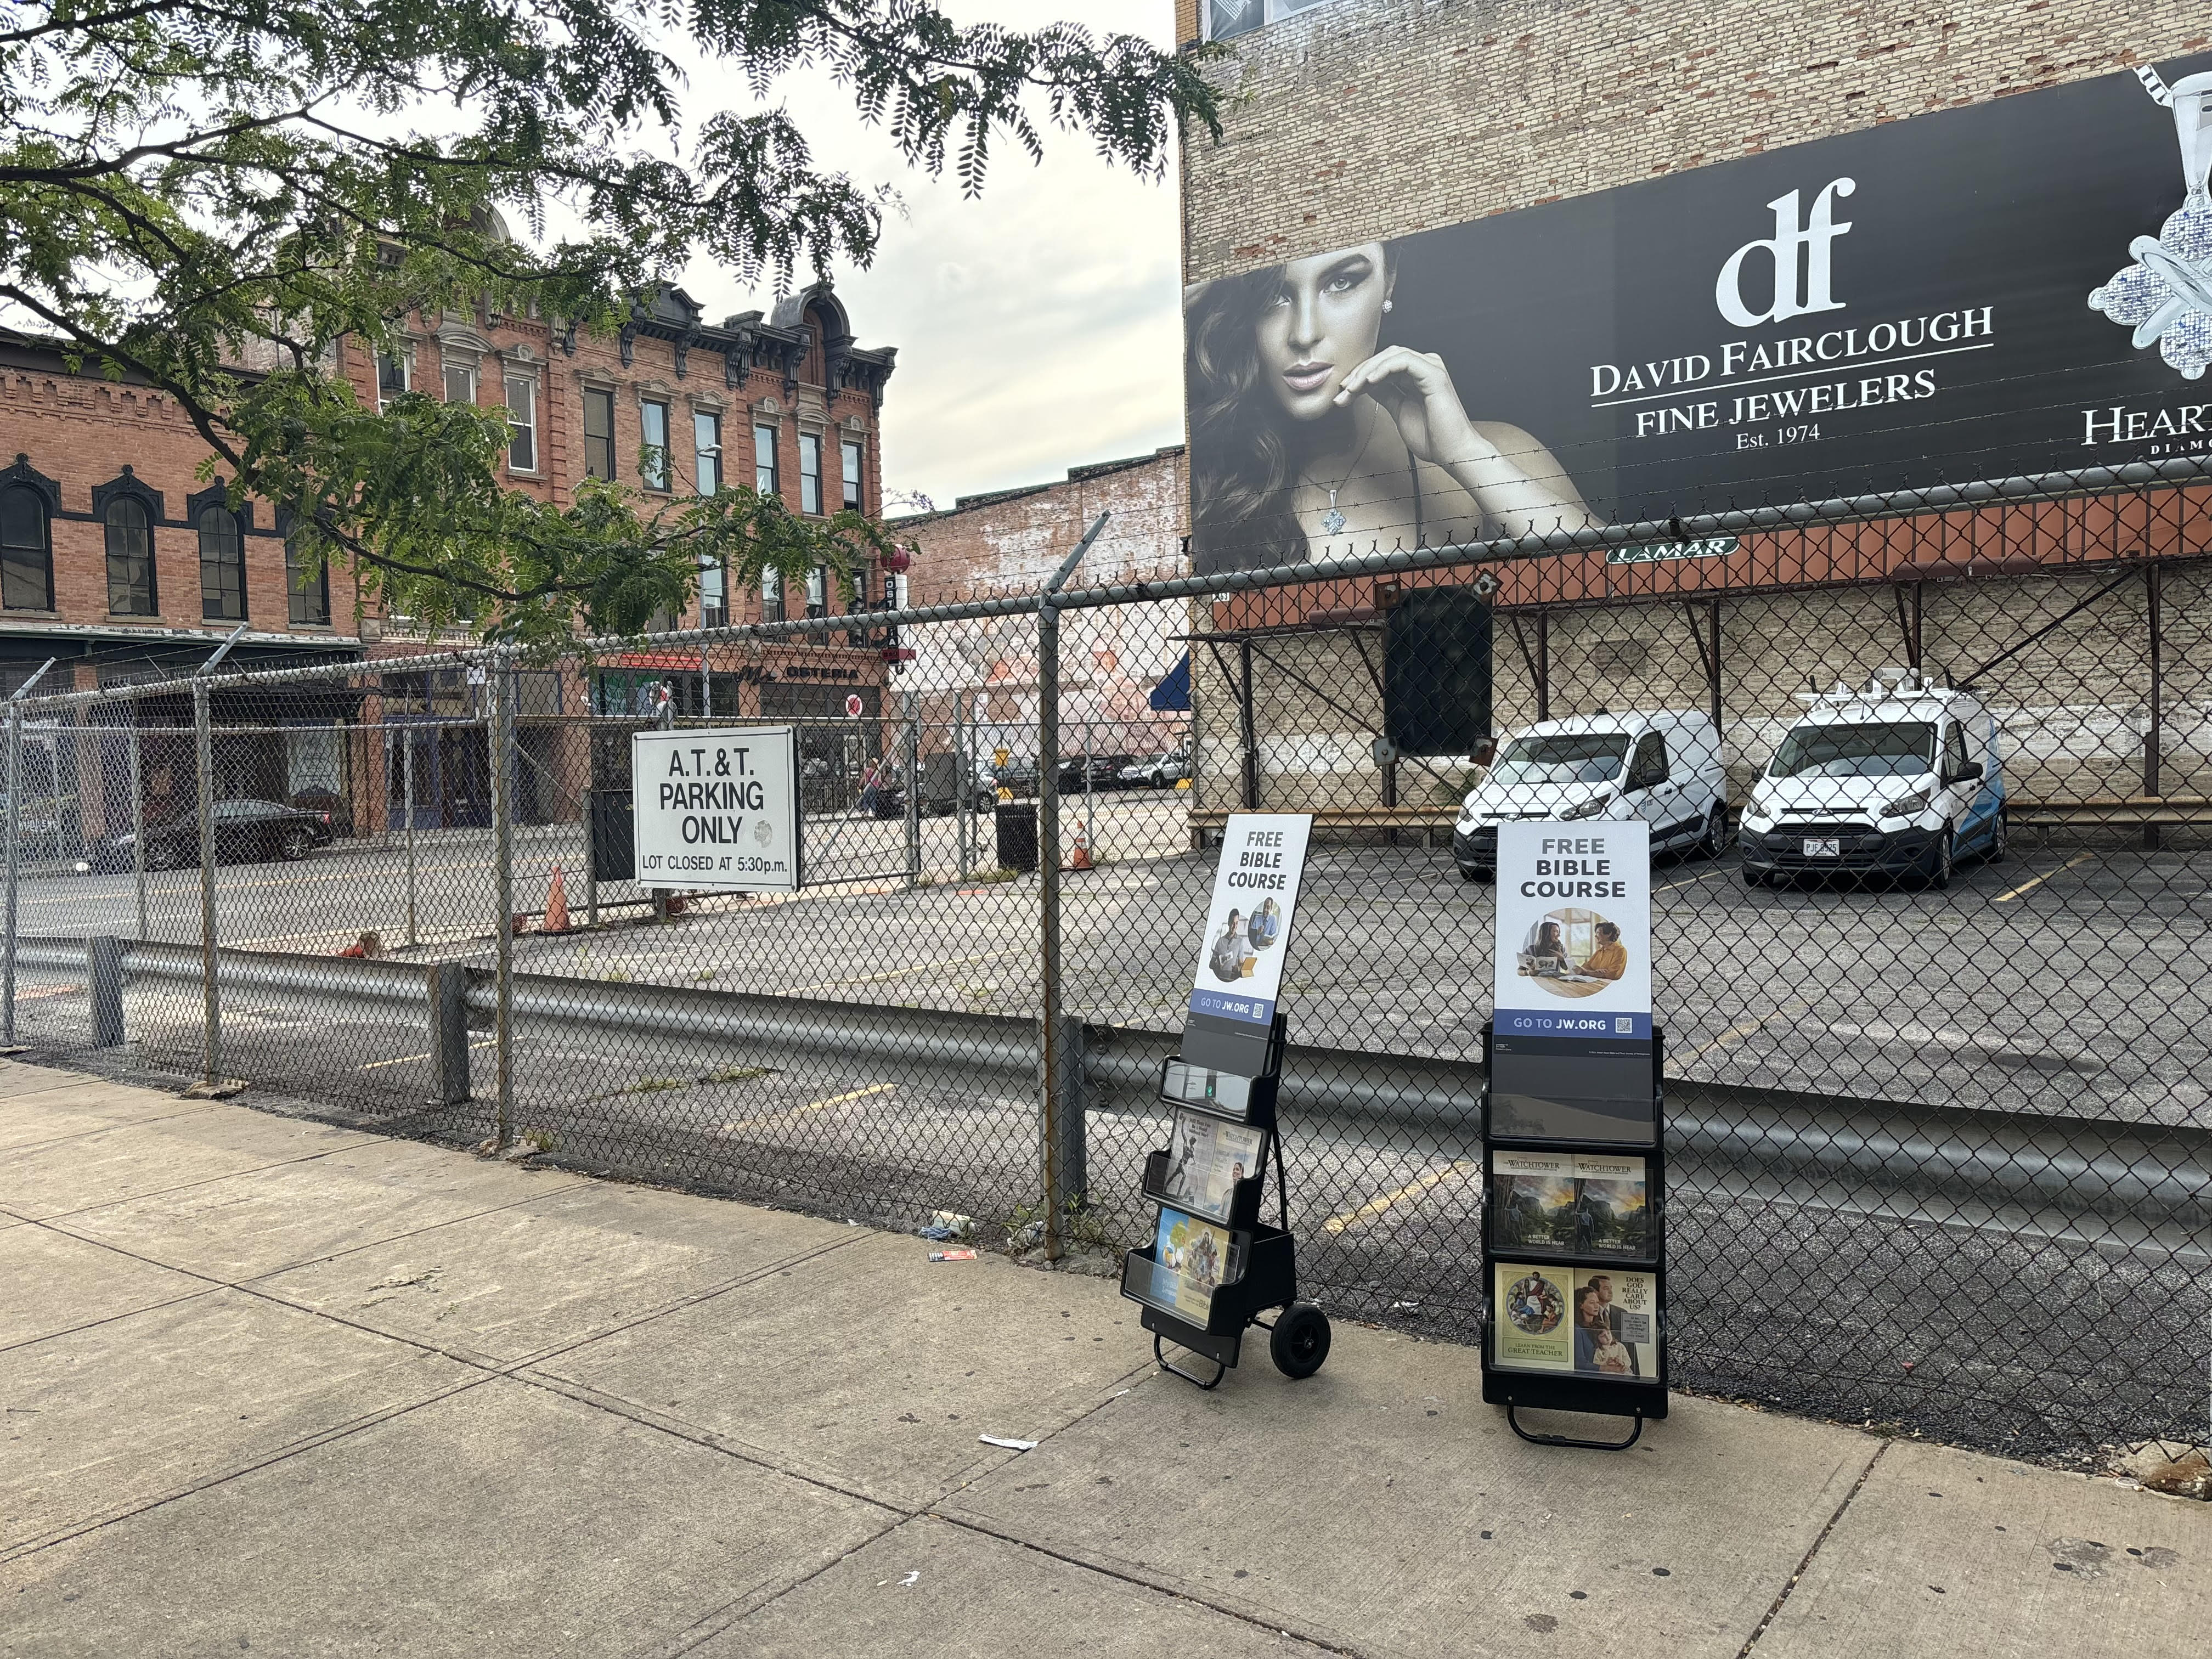 df
DAVID FAIRCLOUGH
FINE JEWELERS
Est. 1974
HEAR
LAMAR
OSTERIA
A.T.&T.
PARKING
ONLY
LOT CLOSED AT 5:30p.m.
FREE
BIBLE
COURSE
GO TO JW.ORG
FREE
BIBLE
COURSE
GO TO JW.ORG
WATCHTOWER WATCHTOWER
A BETTER
WORLD IS NEAR
A BETTER
WORLD IS NEAR
LEARN FROM THE
GREAT TEACHER
DOES
GOD
REALLY
CARE
ABOUT
US?